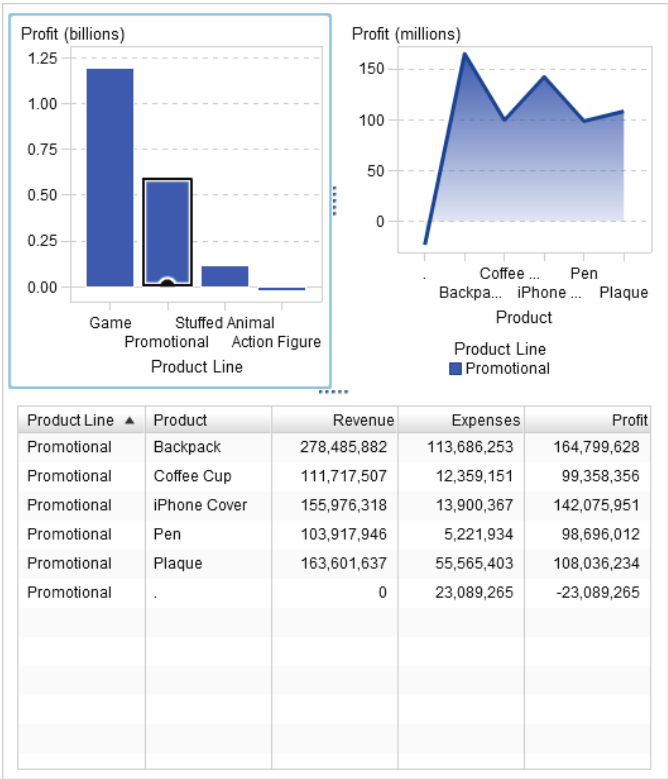 Profit (billions)
1.25
1.00
0.75
0.50
0.25
0.00
Game Stuffed Animal
Promotional Action Figure
Product Line
Profit (millions)
150
100
50
0
. Coffee ... Pen
Backpa... iPhone ... Plaque
Product
Product Line
Promotional
Product Line Product Revenue Expenses Profit
Promotional Backpack 278,485,882 113,686,253 164,799,628
Promotional Coffee Cup 111,717,507 12,359,151 99,358,356
Promotional iPhone Cover 155,976,318 13,900,367 142,075,951
Promotional Pen 103,917,946 5,221,934 98,696,012
Promotional Plaque 163,601,637 55,565,403 108,036,234
Promotional . 0 23,089,265 -23,089,265